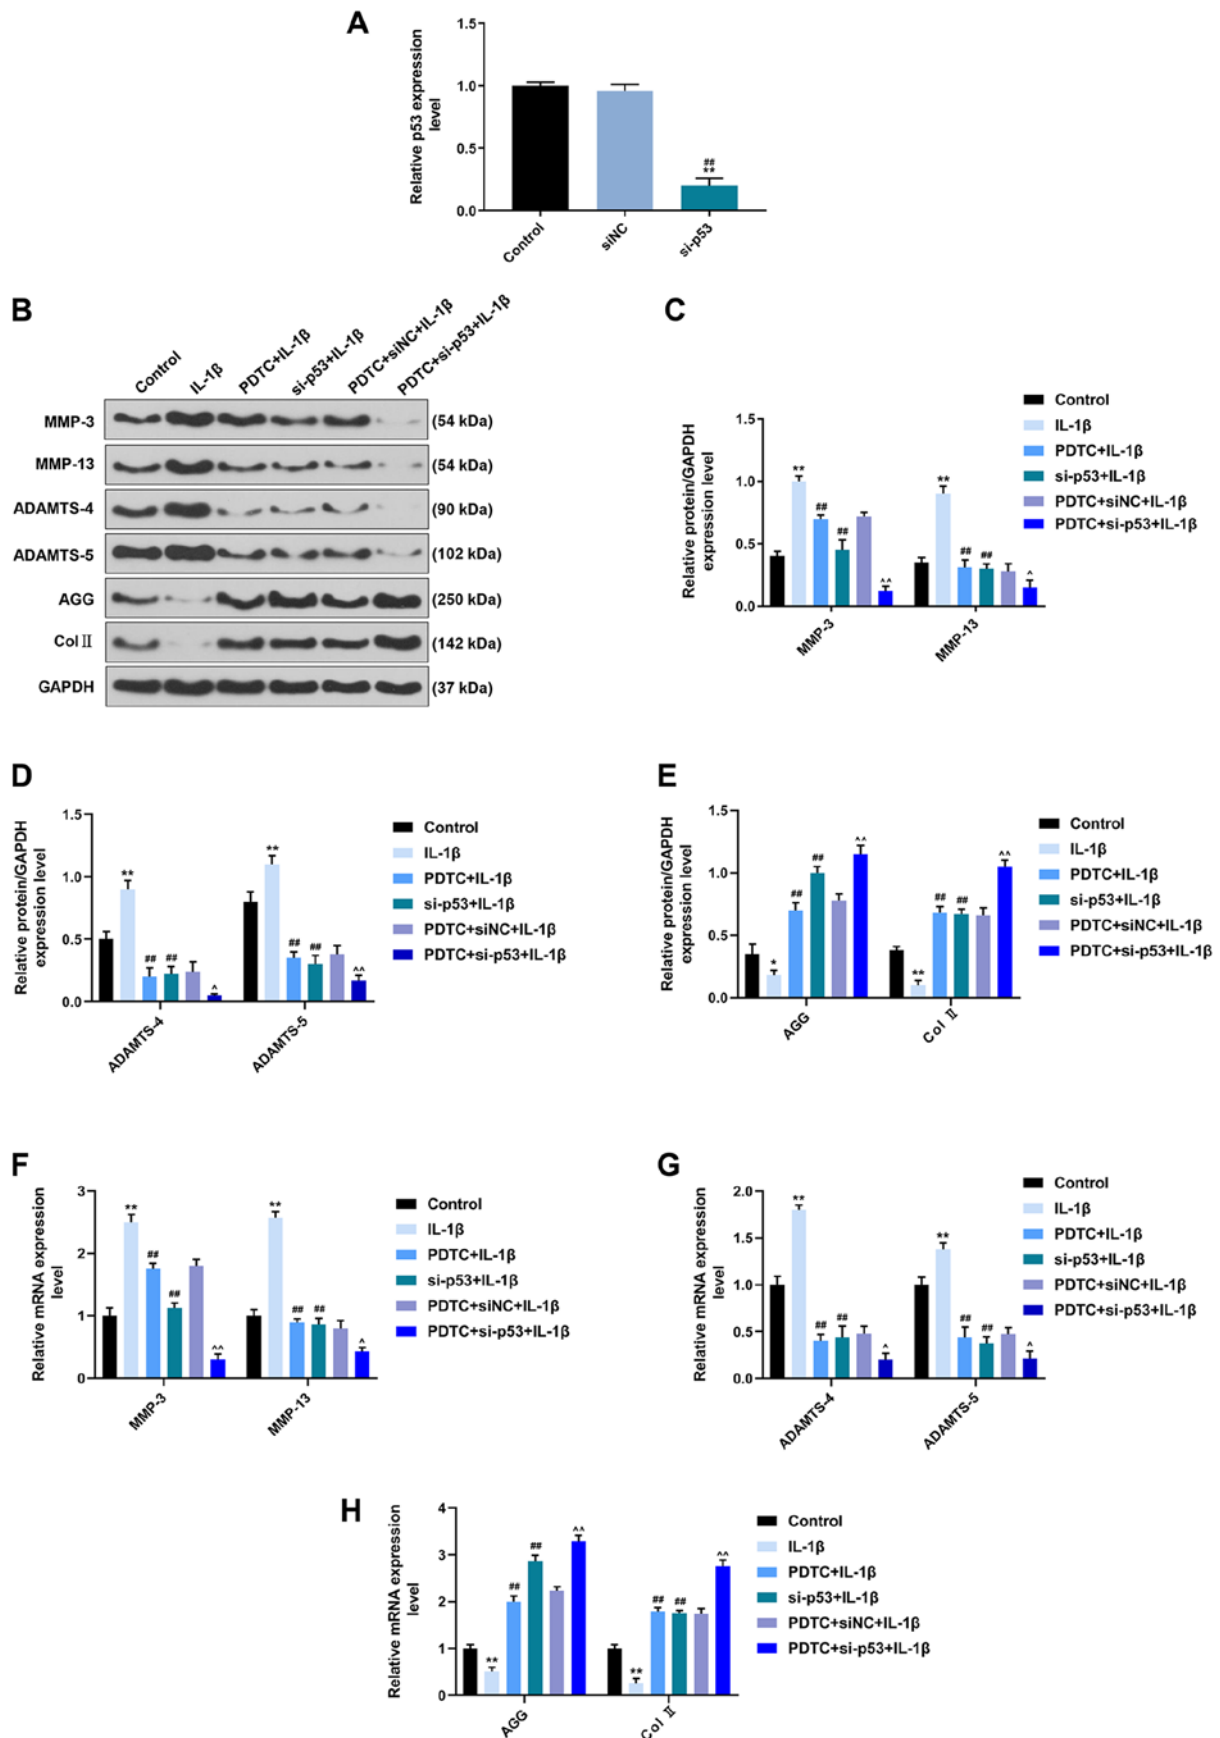 A
Relative p53 expression
level
1.5
1.0
0.5
0.0
##
**
Control
siNC
si-p53
B
Control
IL-1β
PDTC+IL-1β
si-p53+IL-1β
PDTC+siNC+IL-1β
PDTC+si-p53+IL-1β
MMP-3
(54 kDa)
MMP-13
(54 kDa)
ADAMTS-4
(90 kDa)
ADAMTS-5
(102 kDa)
AGG
(250 kDa)
Col Ⅱ
(142 kDa)
GAPDH
(37 kDa)
C
Relative protein/GAPDH
expression level
1.5
1.0
0.5
0.0
**
##
##
^^
**
##
##
^
MMP-3
MMP-13
Control
IL-1β
PDTC+IL-1β
si-p53+IL-1β
PDTC+siNC+IL-1β
PDTC+si-p53+IL-1β
D
Relative protein/GAPDH
expression level
1.5
1.0
0.5
0.0
**
##
##
^
**
##
##
^^
ADAMTS-4
ADAMTS-5
Control
IL-1β
PDTC+IL-1β
si-p53+IL-1β
PDTC+siNC+IL-1β
PDTC+si-p53+IL-1β
E
Relative protein/GAPDH
expression level
1.5
1.0
0.5
0.0
*
##
##
^^
**
##
##
^^
AGG
Col Ⅱ
Control
IL-1β
PDTC+IL-1β
si-p53+IL-1β
PDTC+siNC+IL-1β
PDTC+si-p53+IL-1β
F
Relative mRNA expression
level
3
2
1
0
**
##
##
^^
**
##
##
^
MMP-3
MMP-13
Control
IL-1β
PDTC+IL-1β
si-p53+IL-1β
PDTC+siNC+IL-1β
PDTC+si-p53+IL-1β
G
Relative mRNA expression
level
2.0
1.5
1.0
0.5
0.0
**
##
##
^
**
##
##
^
ADAMTS-4
ADAMTS-5
Control
IL-1β
PDTC+IL-1β
si-p53+IL-1β
PDTC+siNC+IL-1β
PDTC+si-p53+IL-1β
H
Relative mRNA expression
level
4
3
2
1
0
**
##
##
^^
**
##
##
^^
AGG
Col Ⅱ
Control
IL-1β
PDTC+IL-1β
si-p53+IL-1β
PDTC+siNC+IL-1β
PDTC+si-p53+IL-1β